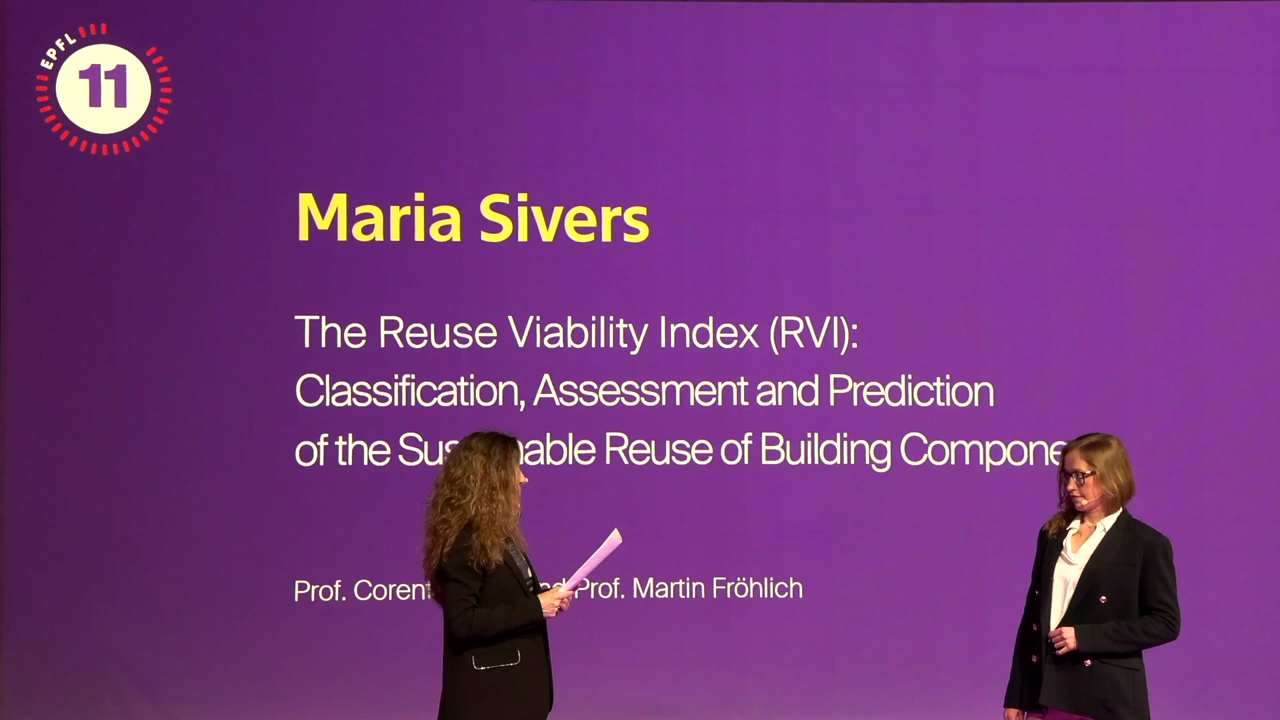 EPFL
11
Maria Sivers
The Reuse Viability Index (RVI):
Classification, Assessment and Prediction
of the Reuse of Building
Prof. Prof. Martin Fröhlich